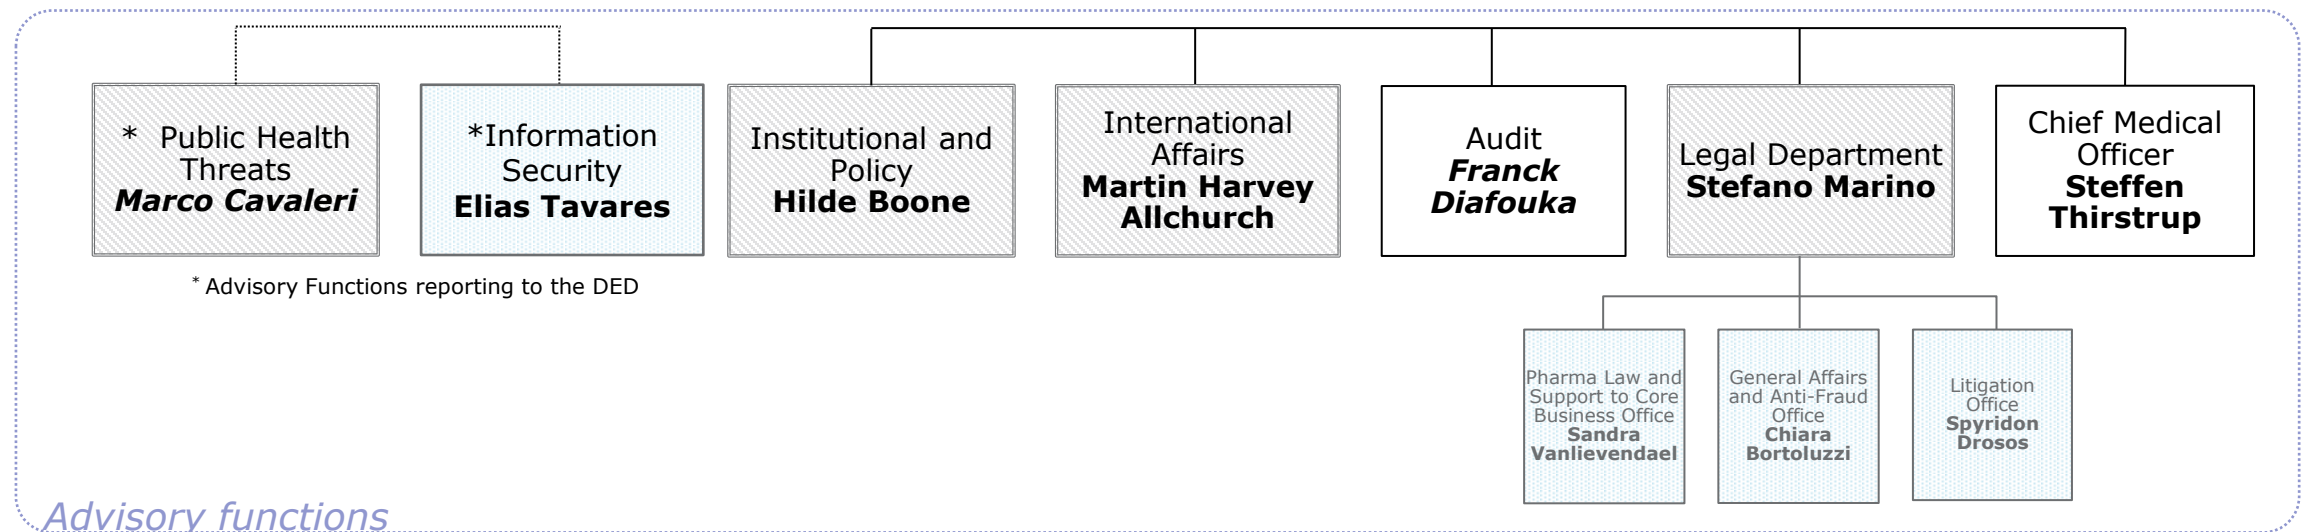 * Public Health
Threats
Marco Cavaleri
*Information
Security
Elias Tavares
Institutional and
Policy
Hilde Boone
International
Affairs
Martin Harvey
Allchurch
Audit
Franck
Diafouka
Legal Department
Stefano Marino
Chief Medical
Officer
Steffen
Thirstrup
* Advisory Functions reporting to the DED
Pharma Law and
Support to Core
Business Office
Sandra
Vanlievendael
General Affairs
and Anti-Fraud
Office
Chiara
Bortoluzzi
Litigation
Office
Spyridon
Drosos
Advisory functions